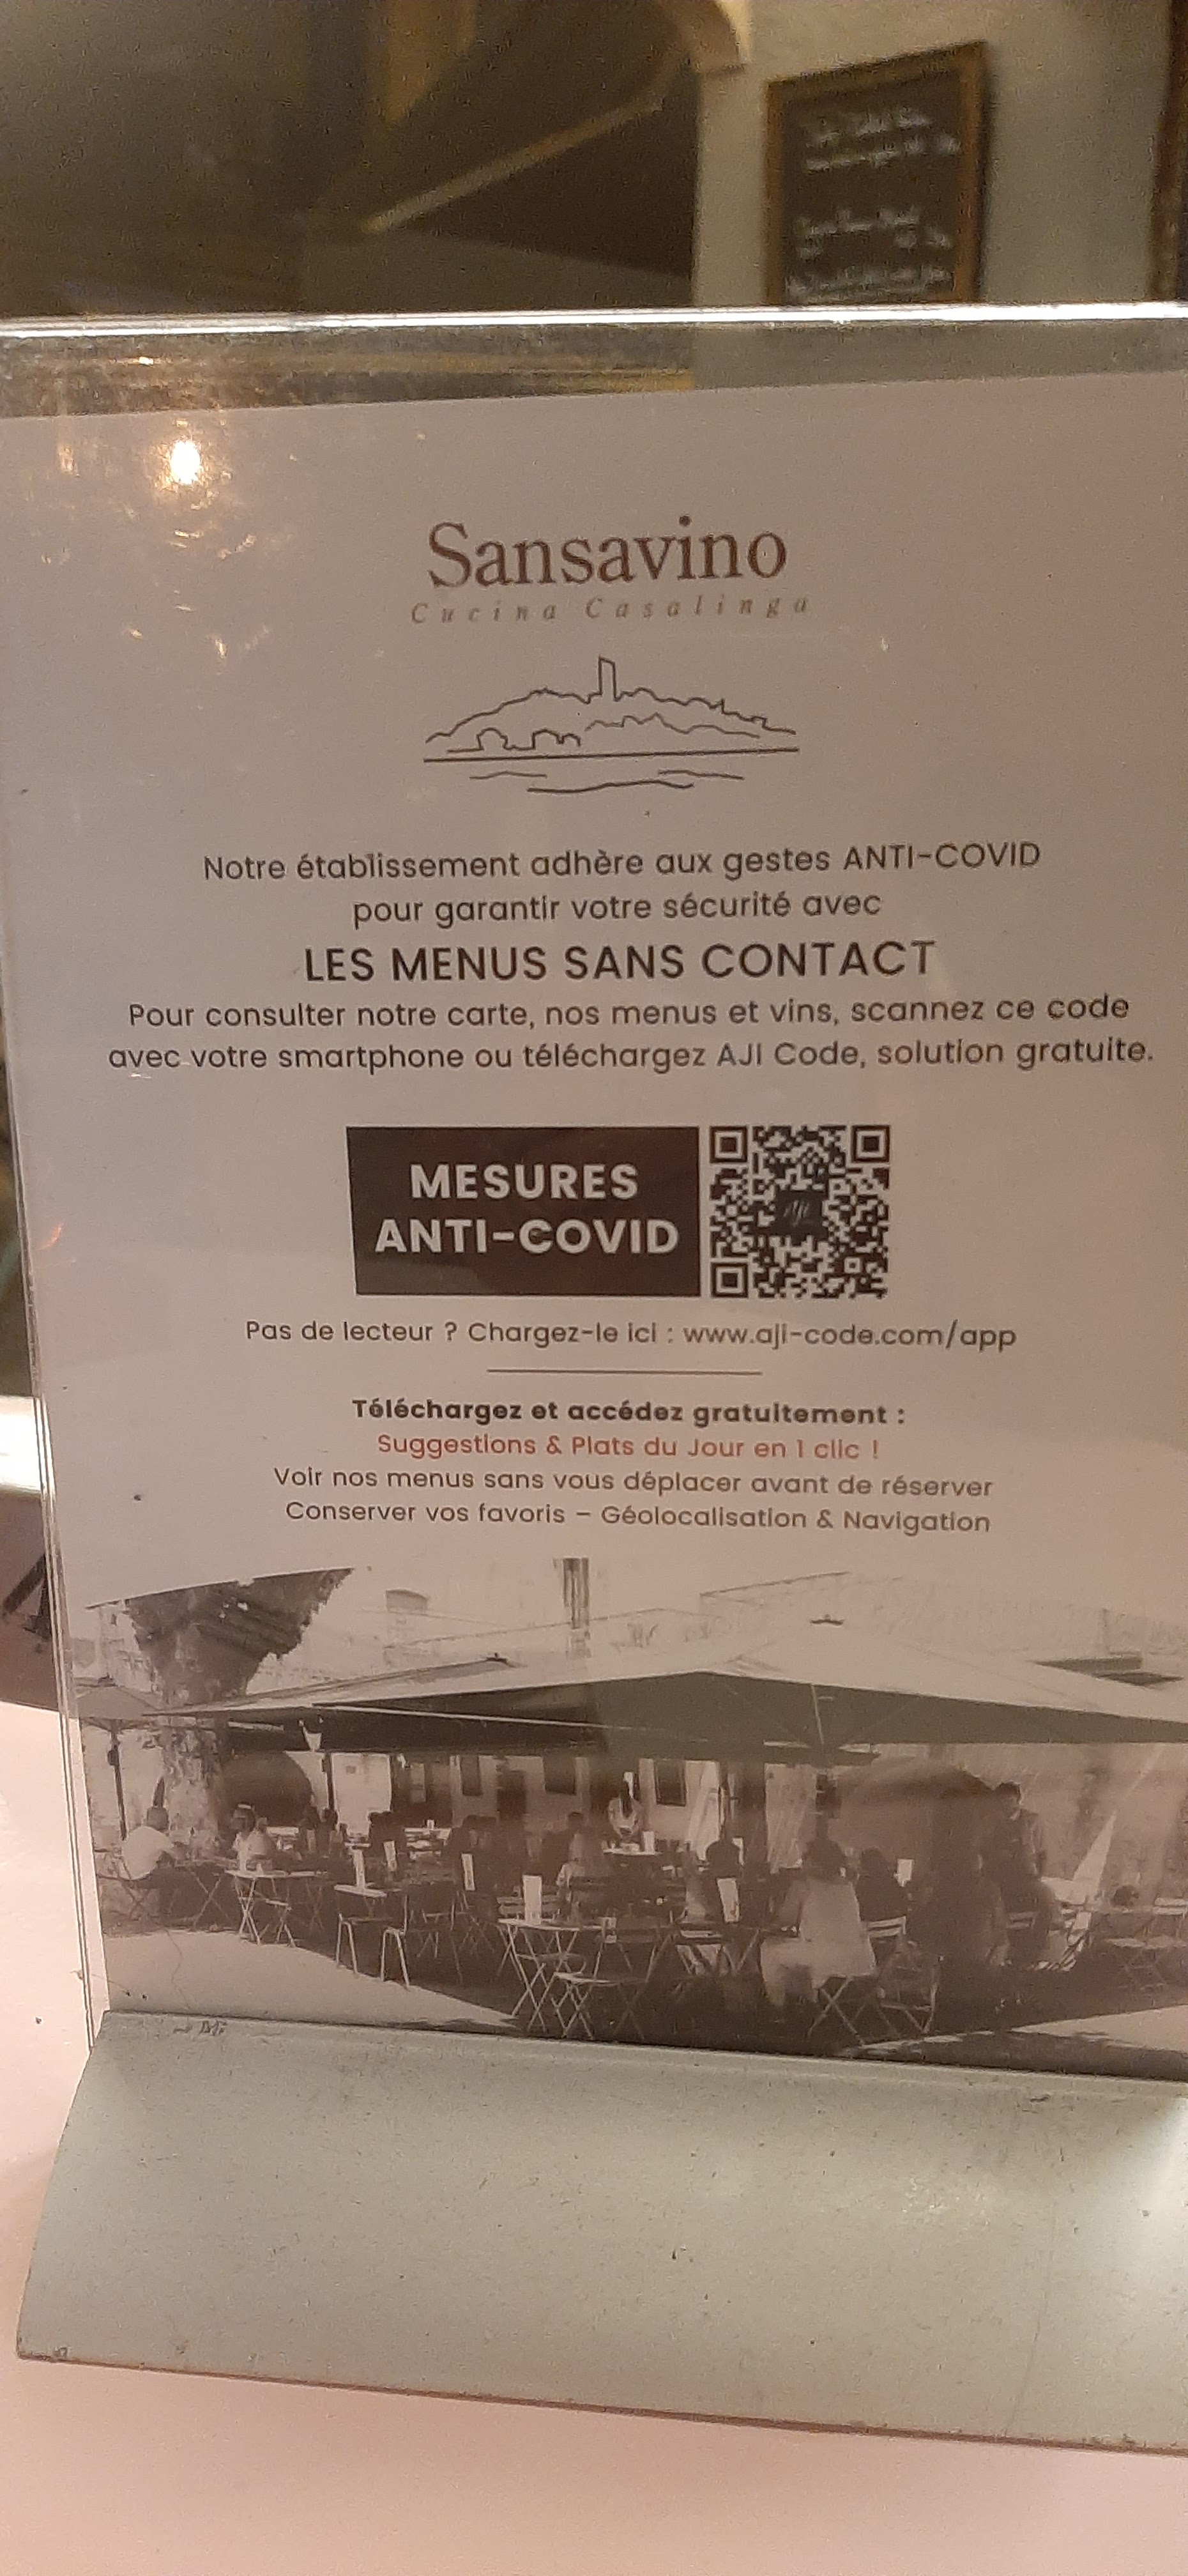 Sansavino
Cucina Casalinga
Notre établissement adhère aux gestes ANTI-COVID
pour garantir votre sécurité avec
LES MENUS SANS CONTACT
Pour consulter notre carte, nos menus et vins, scannez ce code
avec votre smartphone ou téléchargez AJI Code, solution gratuite.
MESURES
ANTI-COVID
Aji
Pas de lecteur ? Chargez-le ici : www.aji-code.com/app
Téléchargez et accédez gratuitement :
Suggestions & Plats du Jour en 1 clic !
Voir nos menus sans vous déplacer avant de réserver
Conserver vos favoris – Géolocalisation & Navigation